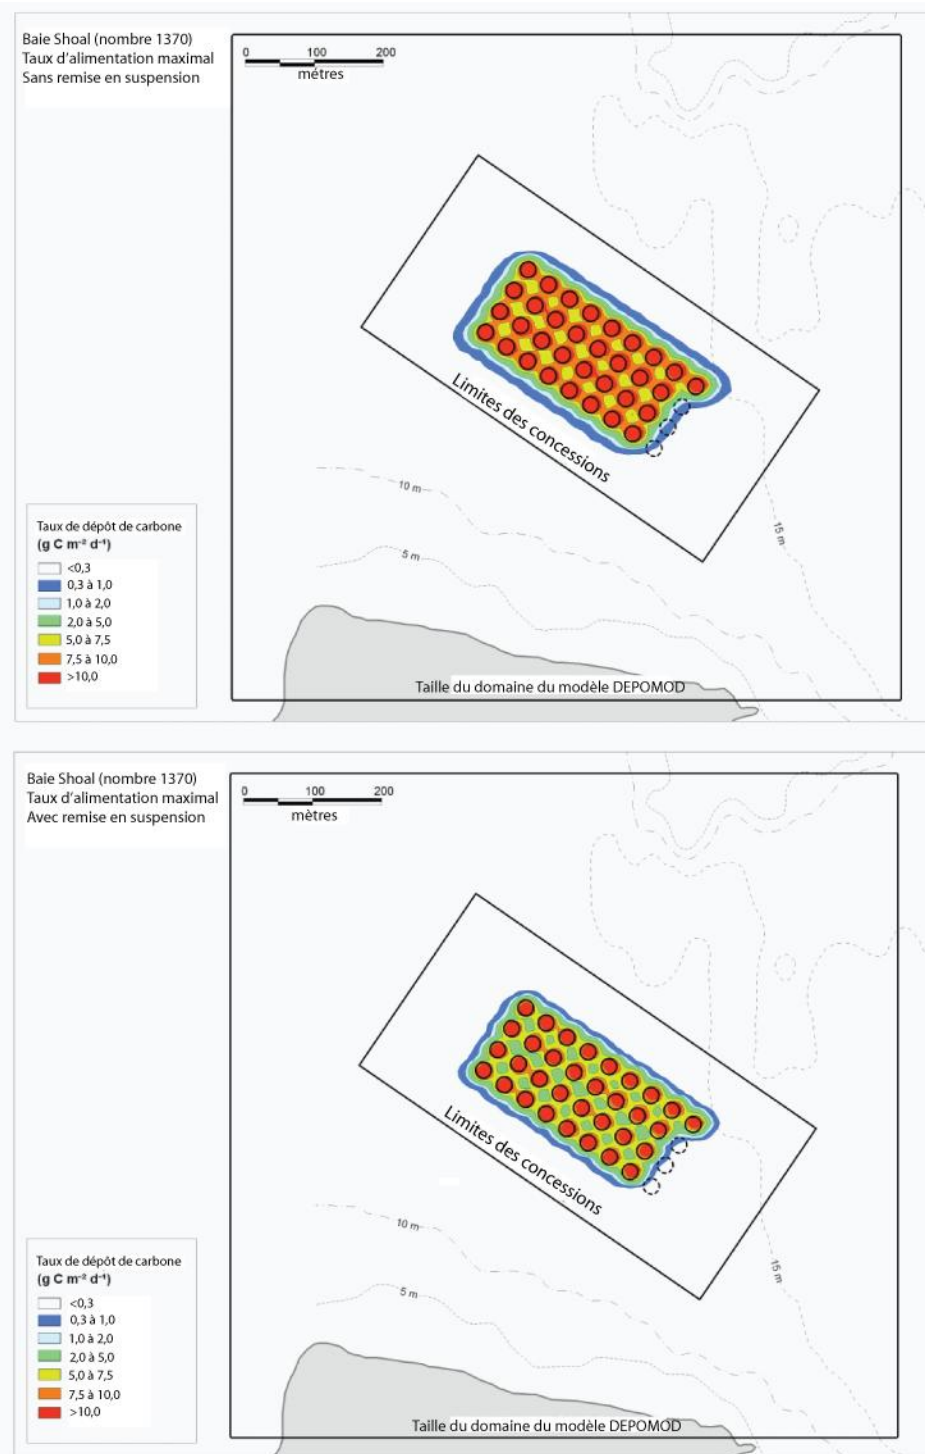 Baie Shoal (nombre 1370)
Taux d'alimentation maximal
Sans remise en suspension
0 100 200
mètres
Limites des concessions
10 m
5 m
15 m
Taux de dépôt de carbone
(g C m⁻² d⁻¹)
<0,3
0,3 à 1,0
1,0 à 2,0
2,0 à 5,0
5,0 à 7,5
7,5 à 10,0
>10,0
Taille du domaine du modèle DEPOMOD
Baie Shoal (nombre 1370)
Taux d'alimentation maximal
Avec remise en suspension
0 100 200
mètres
Limites des concessions
10 m
5 m
15 m
Taux de dépôt de carbone
(g C m⁻² d⁻¹)
<0,3
0,3 à 1,0
1,0 à 2,0
2,0 à 5,0
5,0 à 7,5
7,5 à 10,0
>10,0
Taille du domaine du modèle DEPOMOD